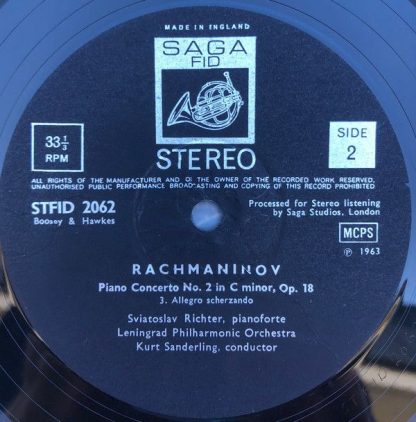 MADE IN ENGLAND
SAGA
FID
33⅓
RPM
STEREO
SIDE
2
ALL RIGHTS OF THE MANUFACTURER AND OF THE OWNER OF THE RECORDED WORK RESERVED,
UNAUTHORISED PUBLIC PERFORMANCE BROADCASTING AND COPYING OF THIS RECORD PROHIBITED
STFID 2062
Boosey & Hawkes
Processed for Stereo listening
by Saga Studios, London
MCPS
℗ 1963
RACHMANINOV
Piano Concerto No. 2 in C minor, Op. 18
3. Allegro scherzando
Sviatoslav Richter, pianoforte
Leningrad Philharmonic Orchestra
Kurt Sanderling, conductor